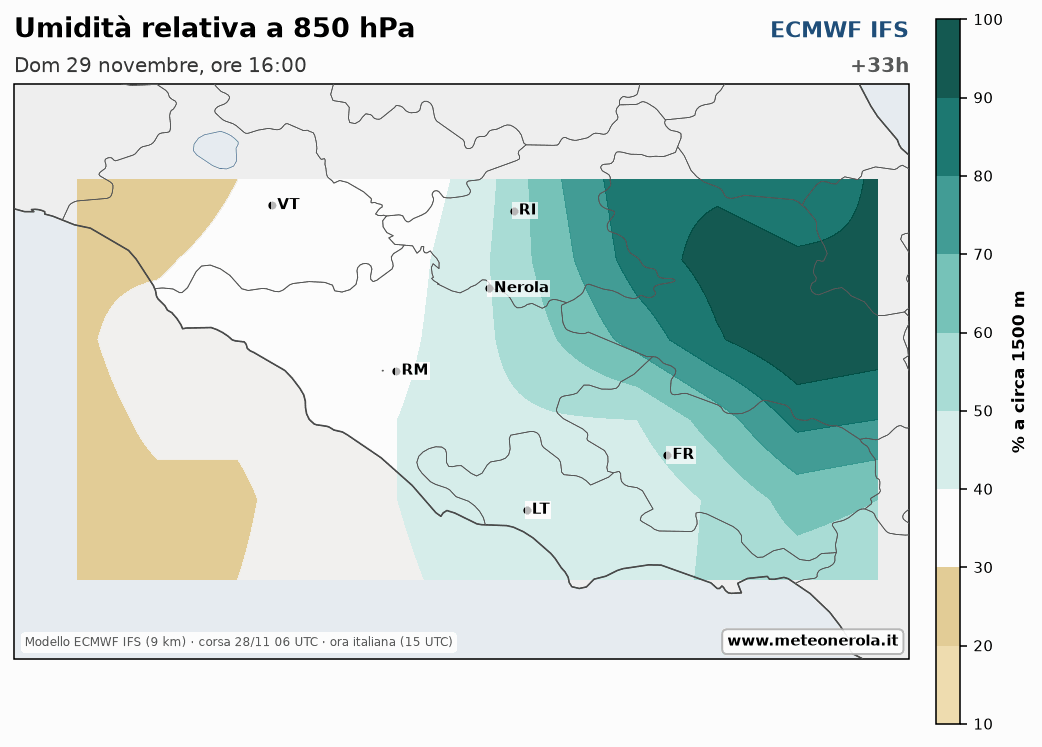 Umidità relativa a 850 hPa
ECMWF IFS
Dom 29 novembre, ore 16:00
+33h
VT
RI
Nerola
RM
FR
LT
Modello ECMWF IFS (9 km) · corsa 28/11 06 UTC · ora italiana (15 UTC)
www.meteonerola.it
100
90
80
70
60
50
40
30
20
10
% a circa 1500 m